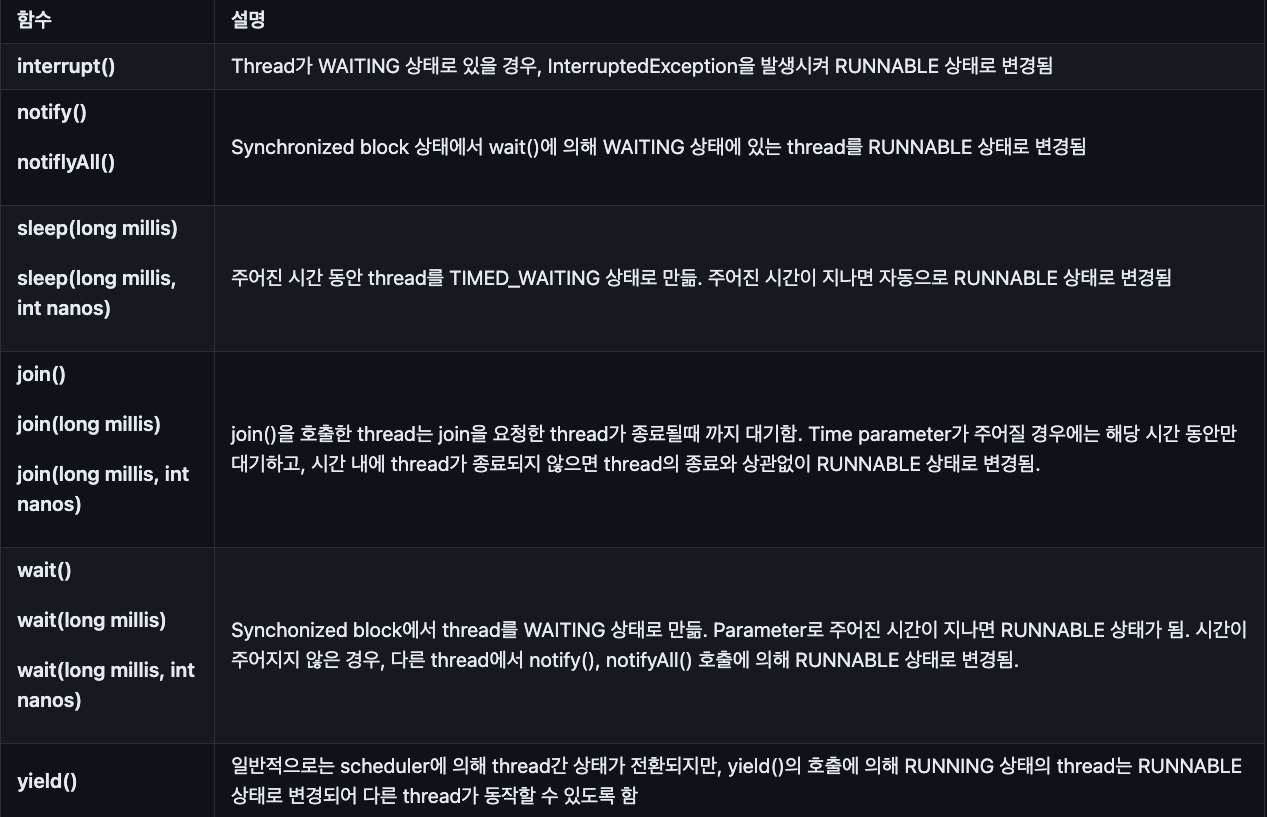 함수
설명
interrupt()
Thread가 WAITING 상태로 있을 경우, InterruptedException을 발생시켜 RUNNABLE 상태로 변경됨
notify()
notiflyAll()
Synchronized block 상태에서 wait()에 의해 WAITING 상태에 있는 thread를 RUNNABLE 상태로 변경됨
sleep(long millis)
sleep(long millis,
int nanos)
주어진 시간 동안 thread를 TIMED_WAITING 상태로 만듦. 주어진 시간이 지나면 자동으로 RUNNABLE 상태로 변경됨
join()
join(long millis)
join(long millis, int
nanos)
join()을 호출한 thread는 join을 요청한 thread가 종료될때 까지 대기함. Time parameter가 주어질 경우에는 해당 시간 동안만
대기하고, 시간 내에 thread가 종료되지 않으면 thread의 종료와 상관없이 RUNNABLE 상태로 변경됨.
wait()
wait(long millis)
wait(long millis, int
nanos)
Synchonized block에서 thread를 WAITING 상태로 만듦. Parameter로 주어진 시간이 지나면 RUNNABLE 상태가 됨. 시간이
주어지지 않은 경우, 다른 thread에서 notify(), notifyAll() 호출에 의해 RUNNABLE 상태로 변경됨.
yield()
일반적으로는 scheduler에 의해 thread간 상태가 전환되지만, yield()의 호출에 의해 RUNNING 상태의 thread는 RUNNABLE
상태로 변경되어 다른 thread가 동작할 수 있도록 함